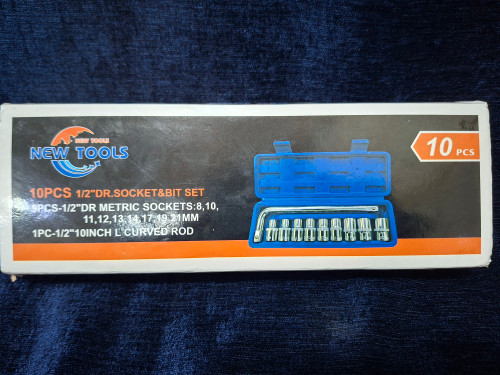 NEW TOOLS
NEW TOOLS
10 PCS
10PCS 1/2"DR.SOCKET&BIT SET
9PCS-1/2"DR METRIC SOCKETS:8,10,
11,12,13,14,17,19,21MM
1PC-1/2"10INCH L CURVED ROD